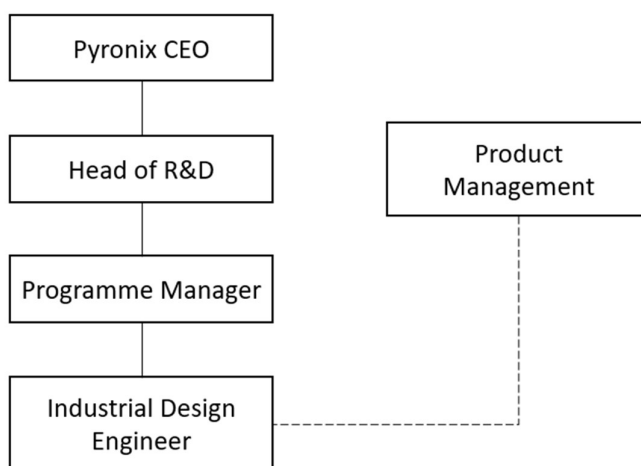 Pyronix CEO
Head of R&D
Product
Management
Programme Manager
Industrial Design
Engineer